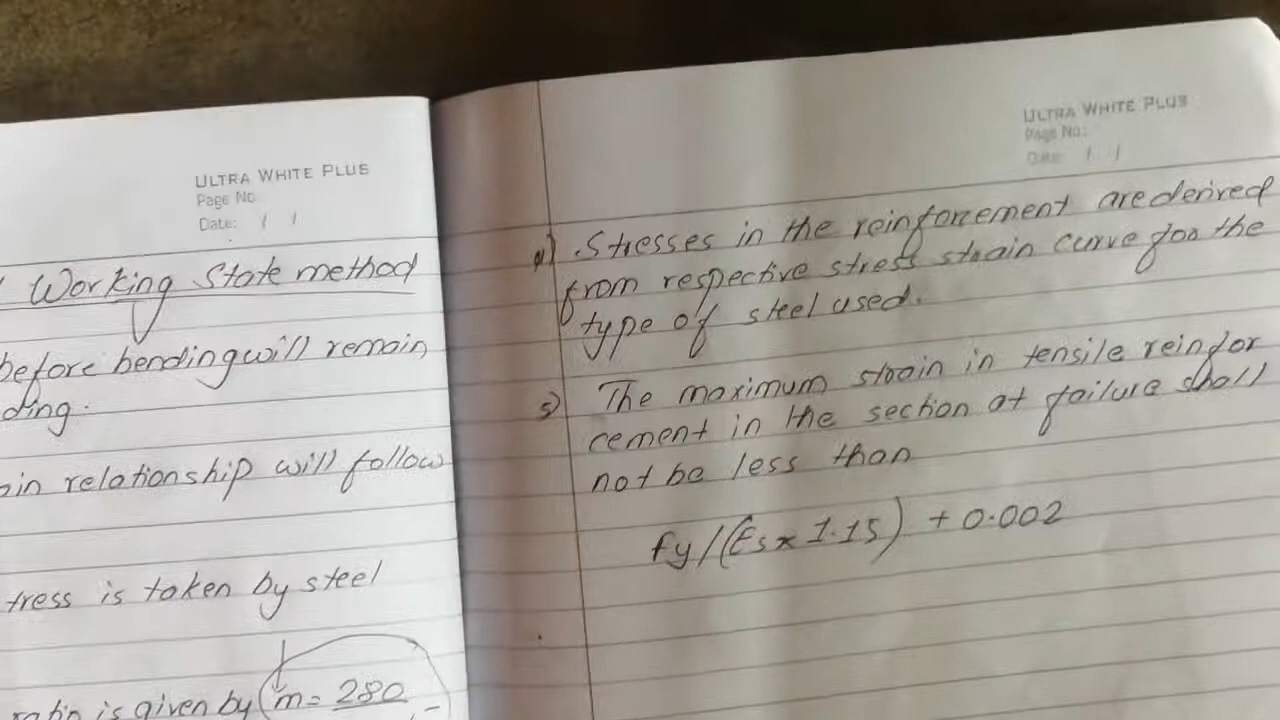 ULTRA WHITE PLUS
Page No
Date: / /
Working State method
before bending will remain
ding.
ain relationship will follow
tress is taken by steel
ratio is given by m = 280
ULTRA WHITE PLUS
Page No.:
Date: / /
4) Stresses in the reinforcement are derived
from respective stress strain curve for the
type of steel used.
5) The maximum strain in tensile reinfor
cement in the section at failure shall
not be less than
fy/(Es x 1.15) + 0.002